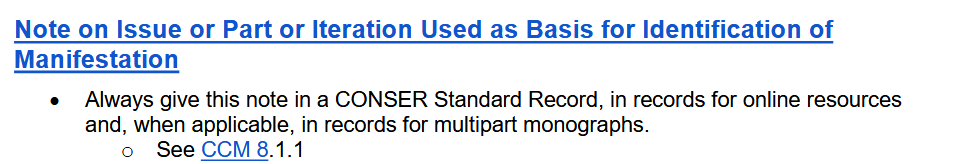 Note on Issue or Part or Iteration Used as Basis for Identification of
Manifestation
• Always give this note in a CONSER Standard Record, in records for online resources
and, when applicable, in records for multipart monographs.
o See CCM 8.1.1